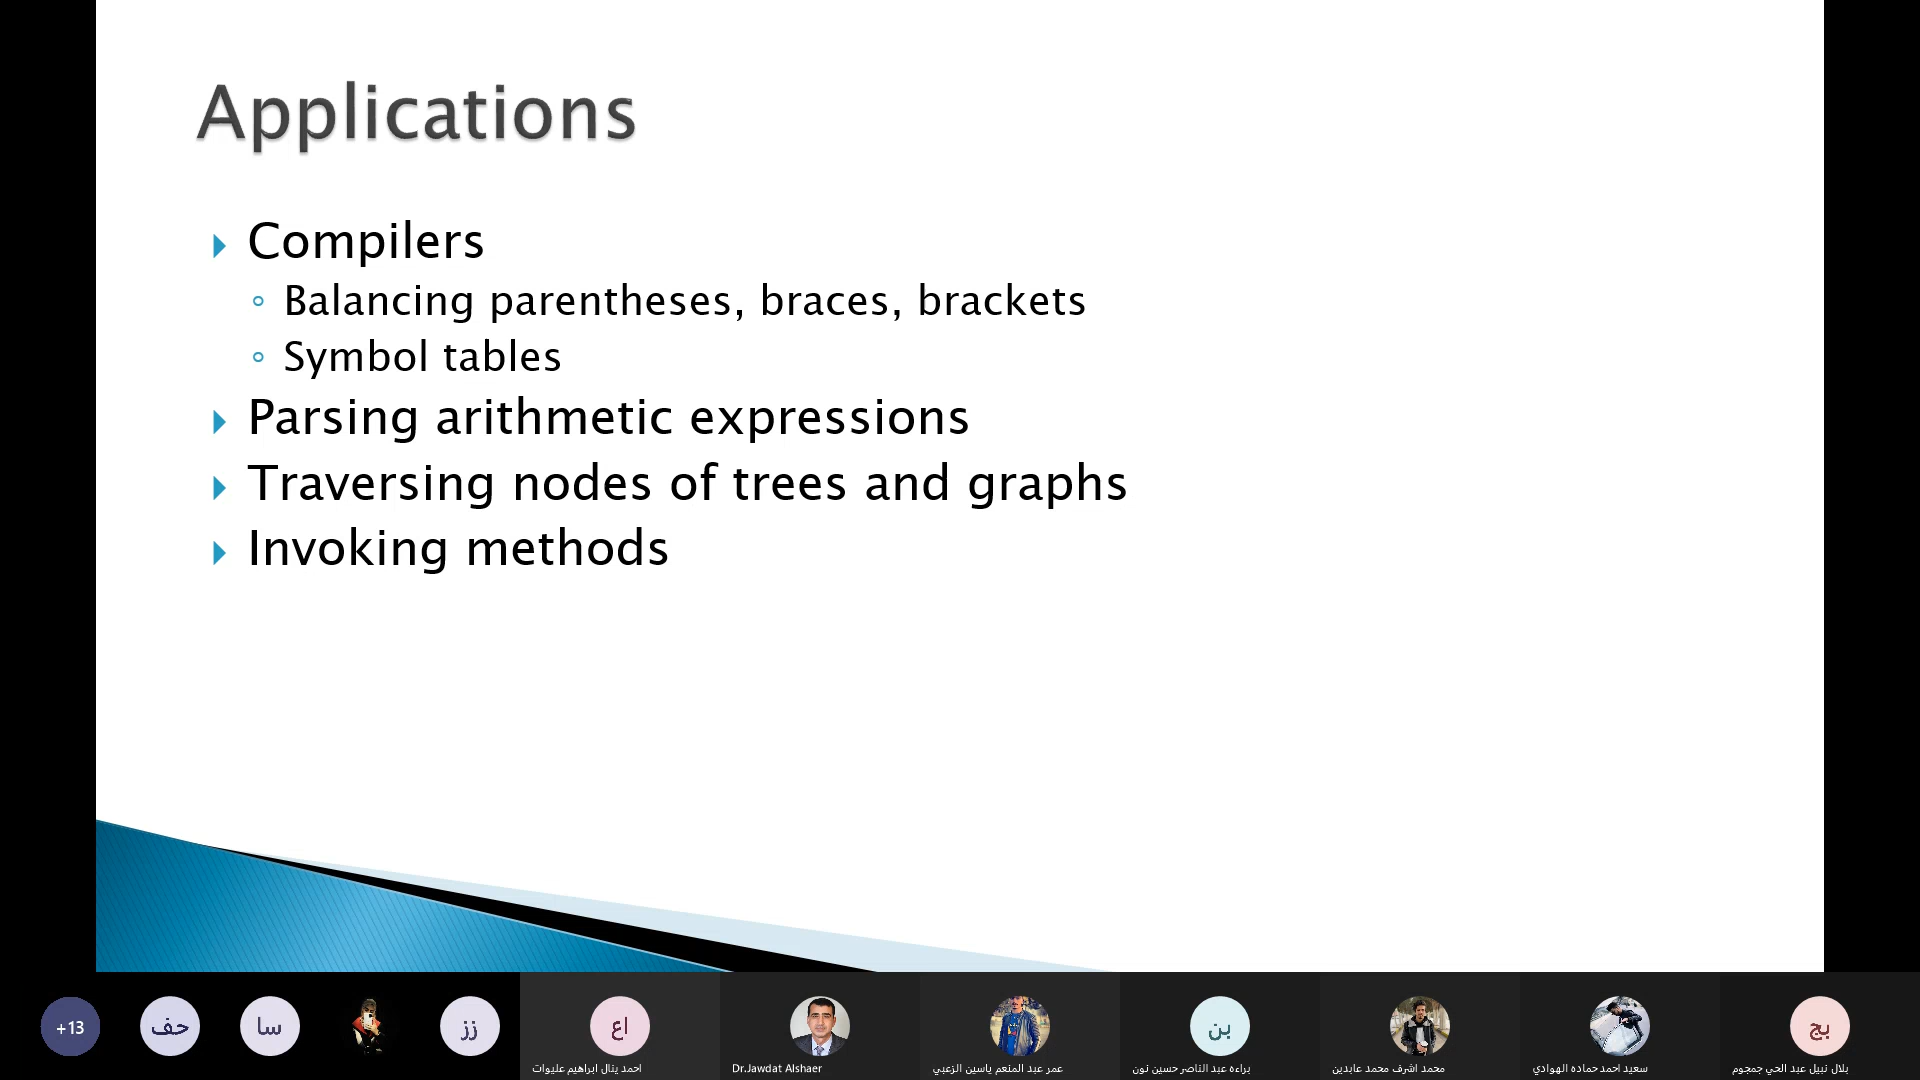 Applications
Compilers
Balancing parentheses, braces, brackets
Symbol tables
Parsing arithmetic expressions
Traversing nodes of trees and graphs
Invoking methods
+13
حف
سا
زز
اع
بن
بج
احمد ينال ابراهيم عليوات
Dr.Jawdat Alshaer
عمر عبد المنعم ياسين الزعبي
براءه عبد الناصر حسين نون
محمد اشرف محمد عابدين
سعيد احمد حماده الهوادي
بلال نبيل عبد الحي جمجوم